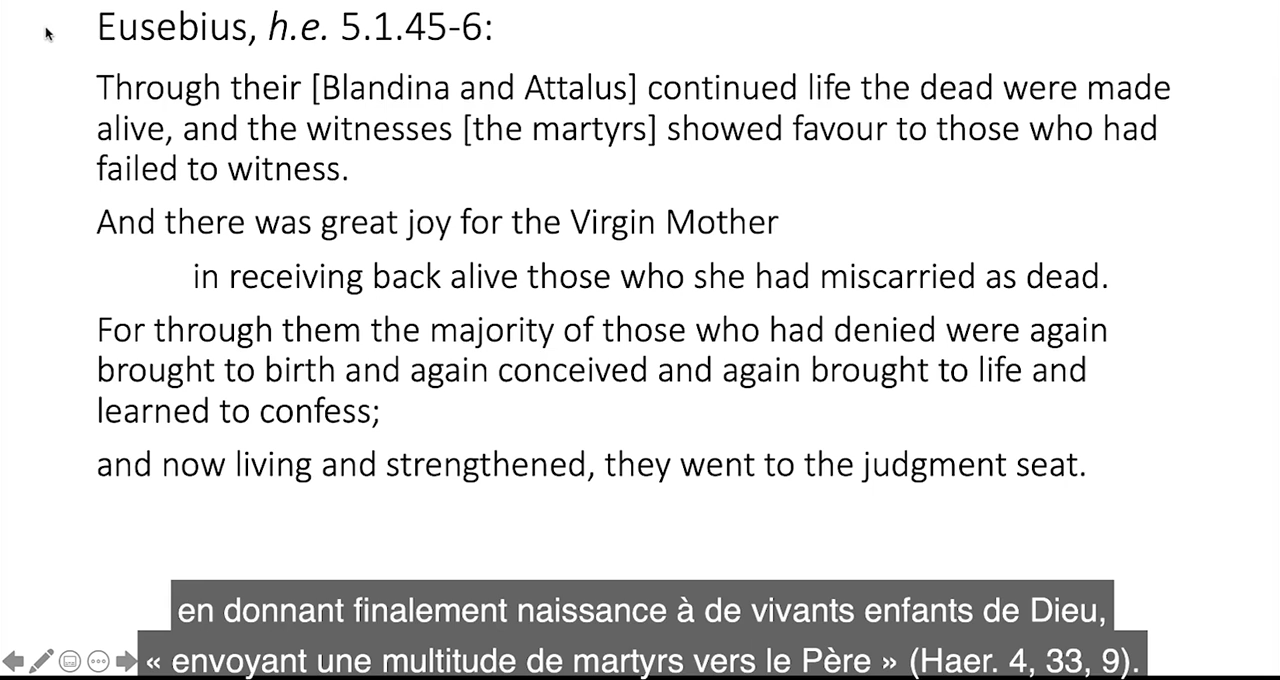 Eusebius, h.e. 5.1.45-6:
Through their [Blandina and Attalus] continued life the dead were made
alive, and the witnesses [the martyrs] showed favour to those who had
failed to witness.
And there was great joy for the Virgin Mother
in receiving back alive those who she had miscarried as dead.
For through them the majority of those who had denied were again
brought to birth and again conceived and again brought to life and
learned to confess;
and now living and strengthened, they went to the judgment seat.
en donnant finalement naissance à de vivants enfants de Dieu,
« envoyant une multitude de martyrs vers le Père » (Haer. 4, 33, 9).